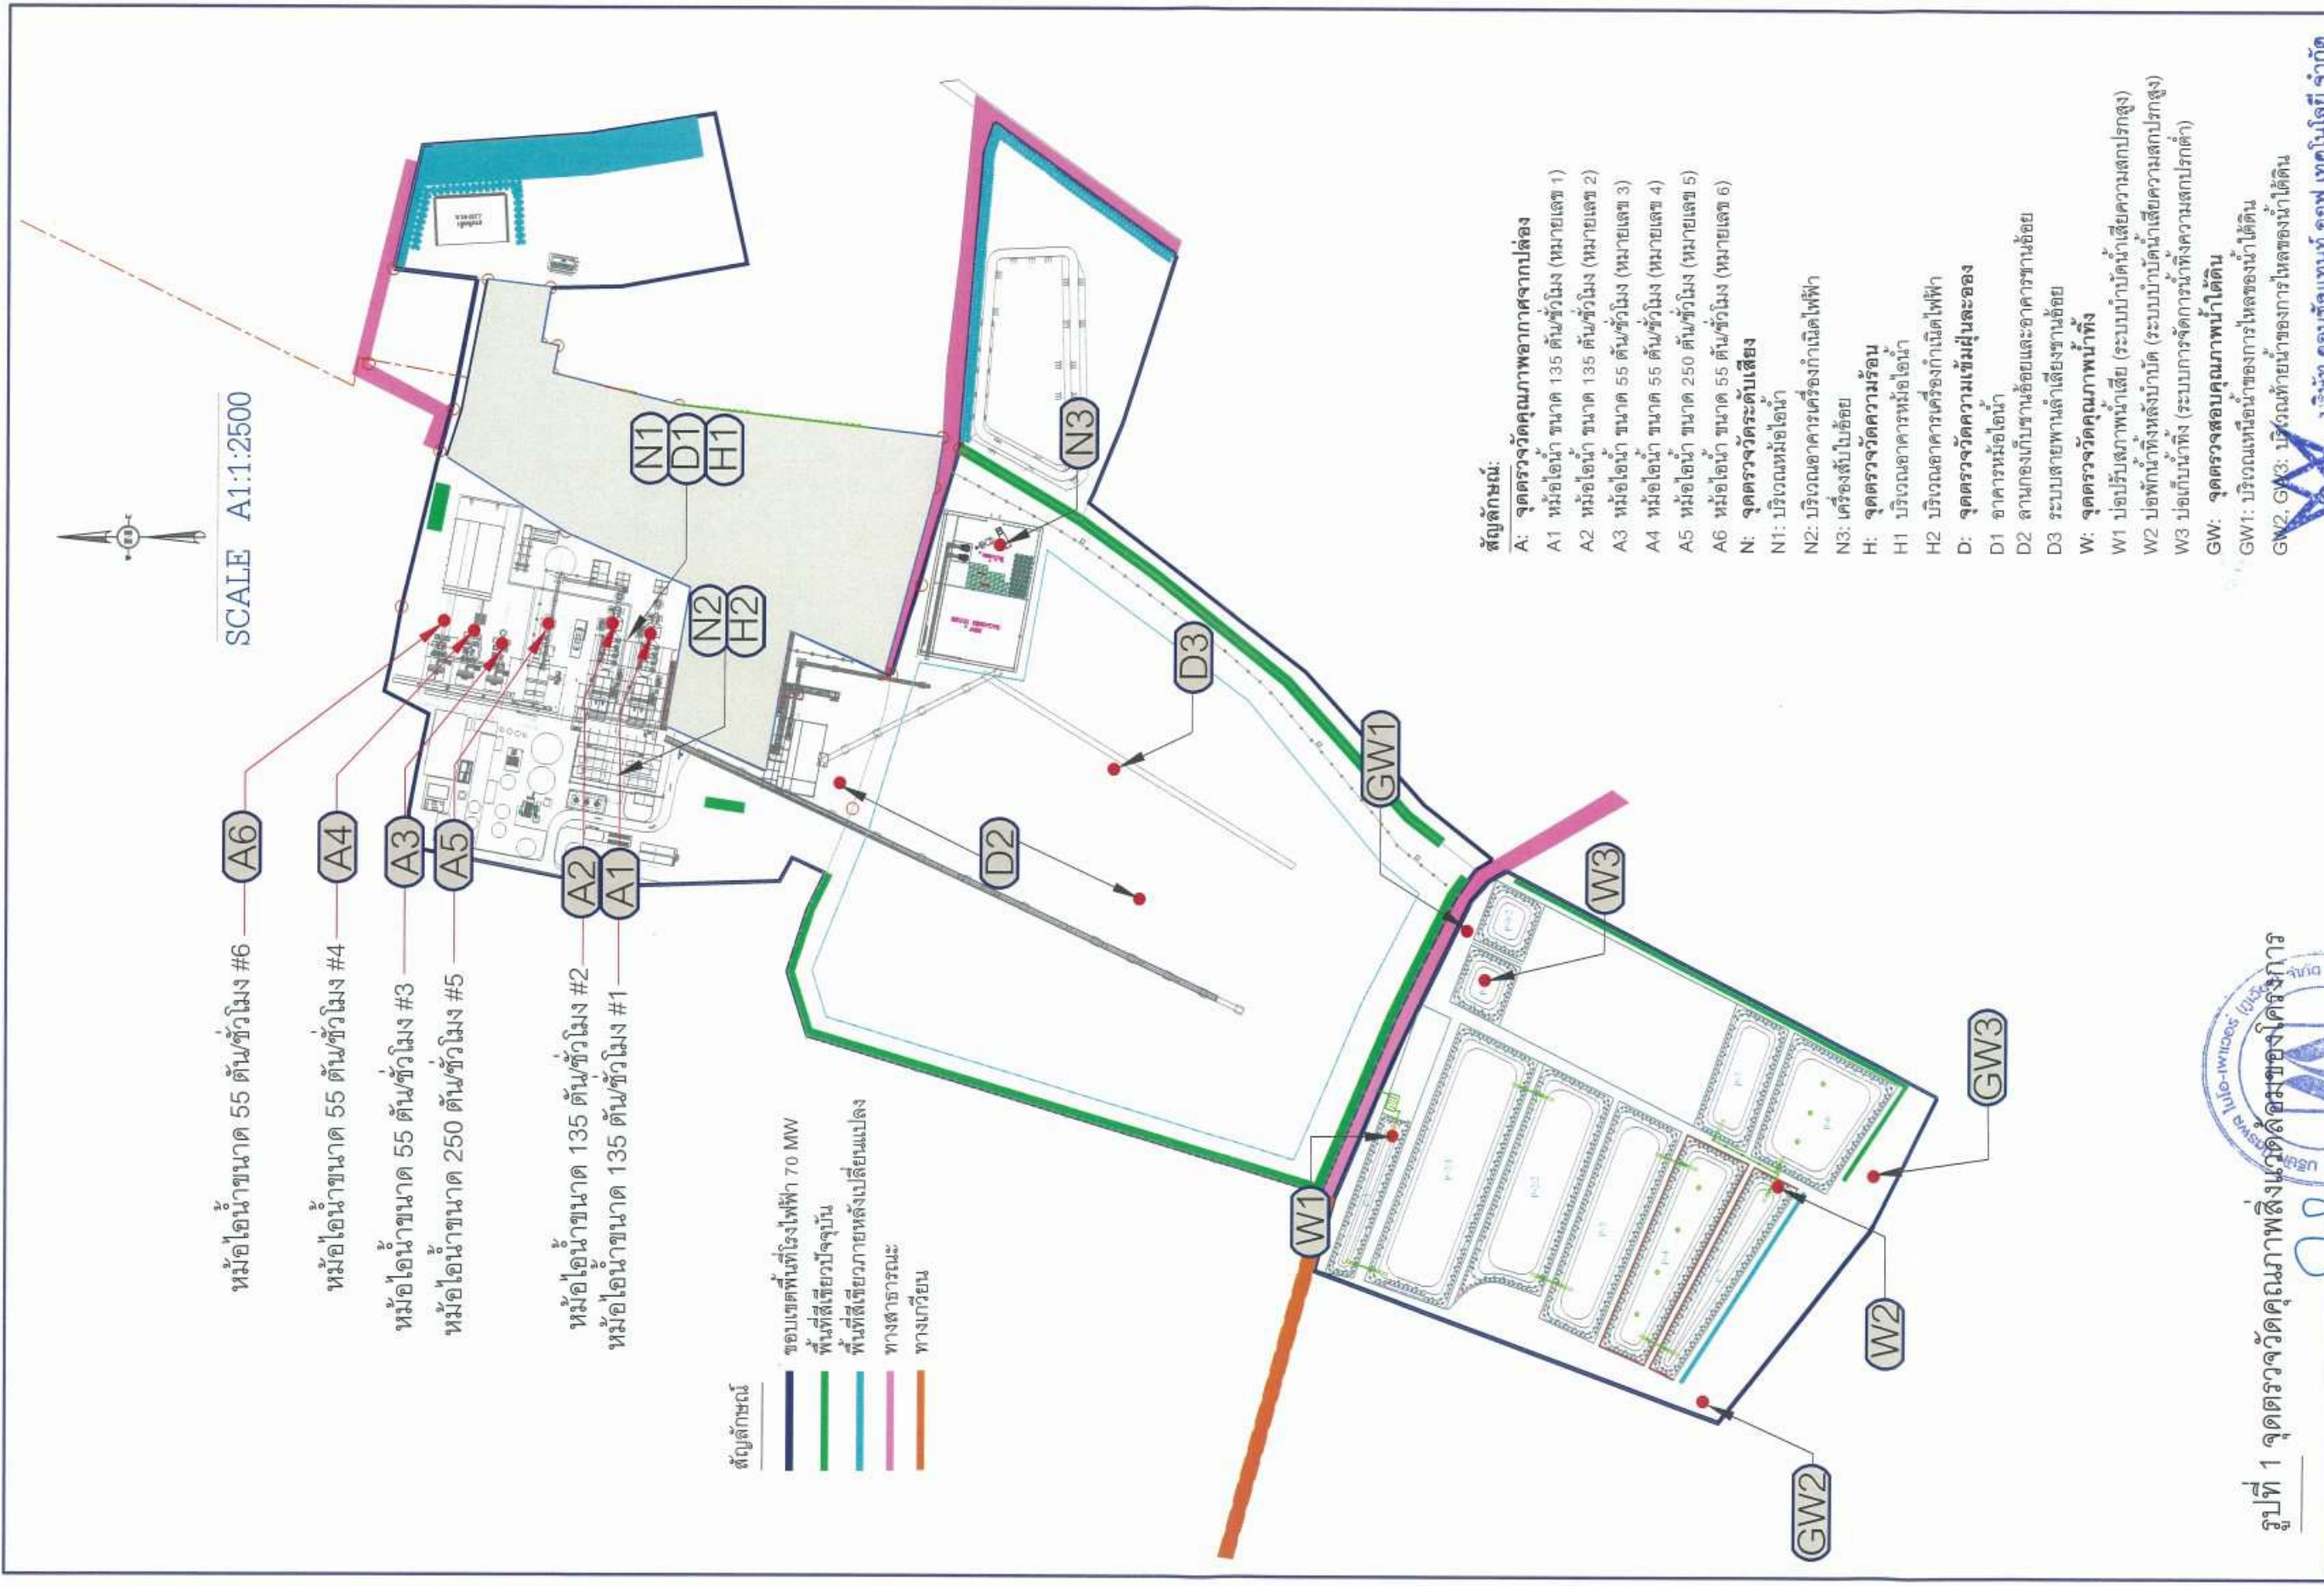 SCALE A1:1:2500
หม้อไอน้ำขนาด 55 ตัน/ชั่วโมง #6
A6
หม้อไอน้ำขนาด 55 ตัน/ชั่วโมง #4
A4
หม้อไอน้ำขนาด 55 ตัน/ชั่วโมง #3
A3
หม้อไอน้ำขนาด 250 ตัน/ชั่วโมง #5
A5
หม้อไอน้ำขนาด 135 ตัน/ชั่วโมง #2
A2
หม้อไอน้ำขนาด 135 ตัน/ชั่วโมง #1
A1
N1
D1
H1
N2
H2
N3
D3
D2
GW1
W3
W1
GW3
W2
GW2
สัญลักษณ์
ขอบเขตพื้นที่โรงไฟฟ้า 70 MW
พื้นที่สีเขียวปัจจุบัน
พื้นที่สีเขียวภายหลังเปลี่ยนแปลง
ทางสาธารณะ
ทางเกวียน
สัญลักษณ์:
A: จุดตรวจวัดคุณภาพอากาศจากปล่อง
A1 หม้อไอน้ำ ขนาด 135 ตัน/ชั่วโมง (หมายเลข 1)
A2 หม้อไอน้ำ ขนาด 135 ตัน/ชั่วโมง (หมายเลข 2)
A3 หม้อไอน้ำ ขนาด 55 ตัน/ชั่วโมง (หมายเลข 3)
A4 หม้อไอน้ำ ขนาด 55 ตัน/ชั่วโมง (หมายเลข 4)
A5 หม้อไอน้ำ ขนาด 250 ตัน/ชั่วโมง (หมายเลข 5)
A6 หม้อไอน้ำ ขนาด 55 ตัน/ชั่วโมง (หมายเลข 6)
N: จุดตรวจวัดระดับเสียง
N1: บริเวณหม้อไอน้ำ
N2: บริเวณอาคารเครื่องกำเนิดไฟฟ้า
N3: เครื่องสับใบอ้อย
H: จุดตรวจวัดความร้อน
H1 บริเวณอาคารหม้อไอน้ำ
H2 บริเวณอาคารเครื่องกำเนิดไฟฟ้า
D: จุดตรวจวัดความเข้มฝุ่นละออง
D1 อาคารหม้อไอน้ำ
D2 ลานกองเก็บชานอ้อยและอาคารชานอ้อย
D3 ระบบสายพานลำเลียงชานอ้อย
W: จุดตรวจวัดคุณภาพน้ำทิ้ง
W1 บ่อปรับสภาพน้ำเสีย (ระบบบำบัดน้ำเสียความสกปรกสูง)
W2 บ่อพักน้ำทิ้งหลังบำบัด (ระบบบำบัดน้ำเสียความสกปรกสูง)
W3 บ่อเก็บน้ำทิ้ง (ระบบการจัดการน้ำทิ้งความสกปรกต่ำ)
GW: จุดตรวจสอบคุณภาพน้ำใต้ดิน
GW1: บริเวณเหนือน้ำของการไหลของน้ำใต้ดิน
GW2, GW3: บริเวณท้ายน้ำของการไหลของน้ำใต้ดิน
รูปที่ 1 จุดตรวจวัดคุณภาพสิ่งแวดล้อมของโครงการ